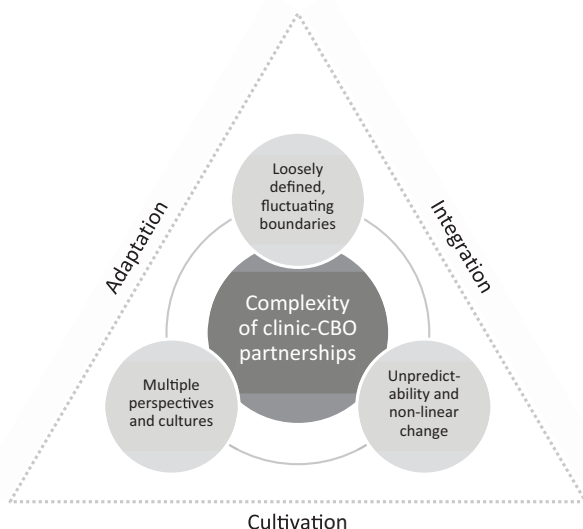 Loosely
defined,
fluctuating
boundaries
Adaptation
Integration
Complexity
of clinic-CBO
partnerships
Multiple
perspectives
and cultures
Unpredict-
ability and
non-linear
change
Cultivation